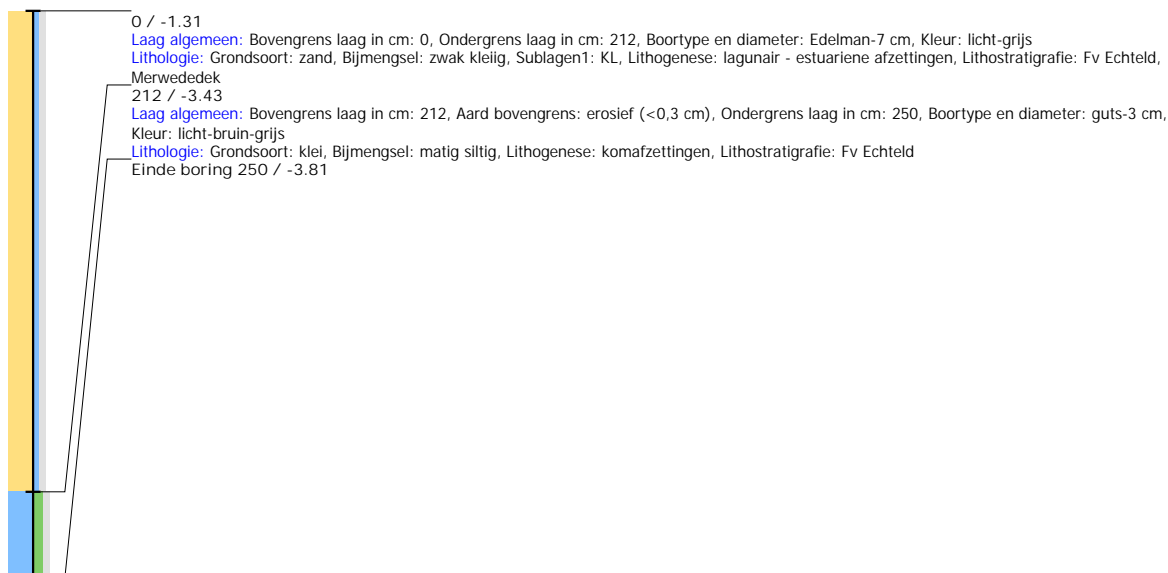 0 / -1.31
Laag algemeen: Bovengrens laag in cm: 0, Ondergrens laag in cm: 212, Boortype en diameter: Edelman-7 cm, Kleur: licht-grijs
Lithologie: Grondsoort: zand, Bijmengsel: zwak kleiig, Sublagen1: KL, Lithogenese: lagunair - estuariene afzettingen, Lithostratigrafie: Fv Echteld,
Merwededek
212 / -3.43
Laag algemeen: Bovengrens laag in cm: 212, Aard bovengrens: erosief (<0,3 cm), Ondergrens laag in cm: 250, Boortype en diameter: guts-3 cm,
Kleur: licht-bruin-grijs
Lithologie: Grondsoort: klei, Bijmengsel: matig siltig, Lithogenese: komafzettingen, Lithostratigrafie: Fv Echteld
Einde boring 250 / -3.81